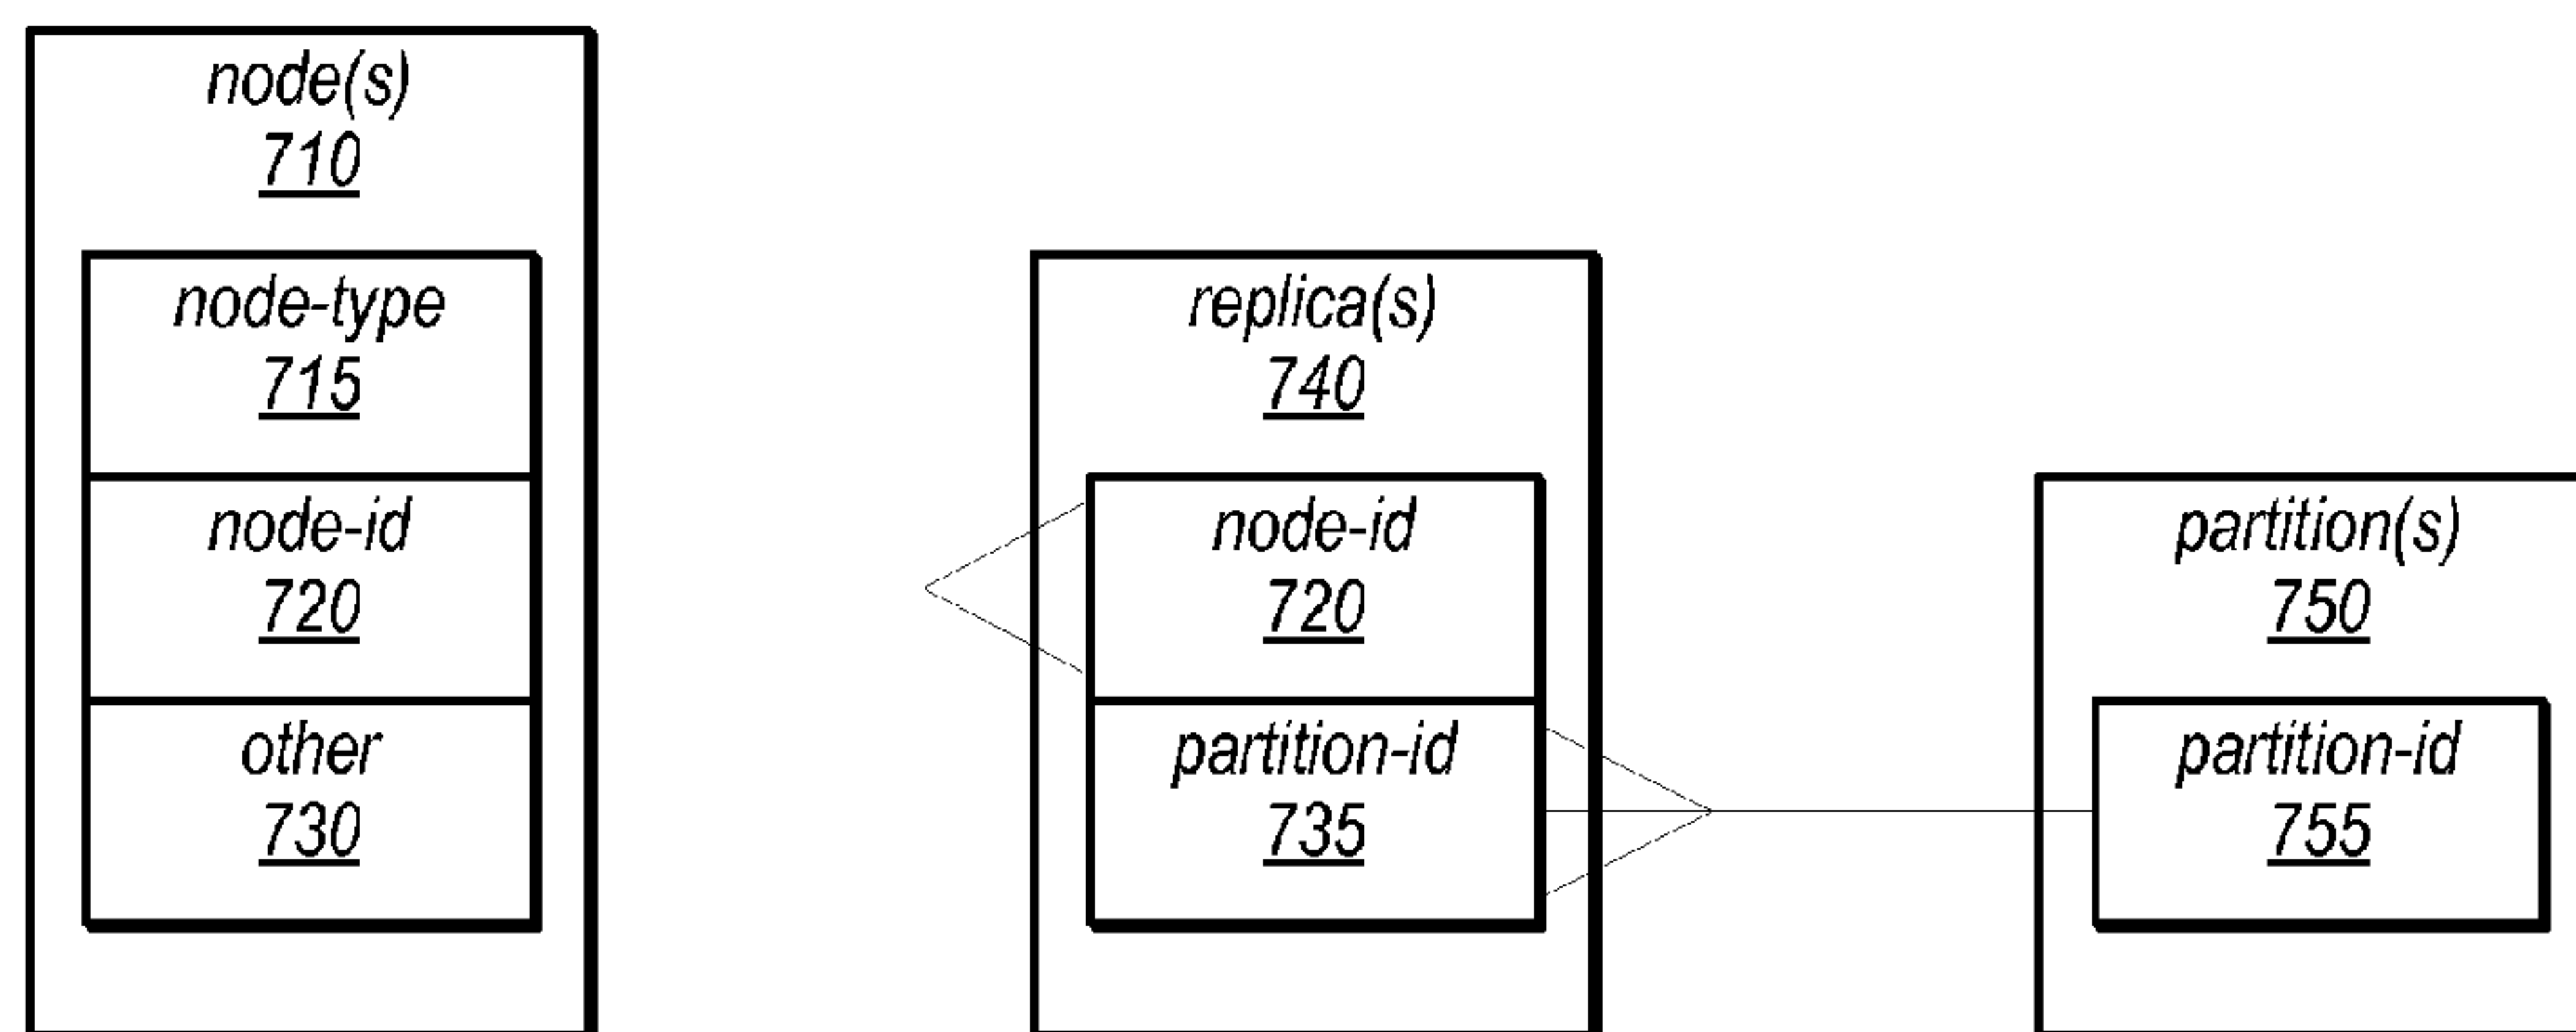 node(s)
710
node-type
715
node-id
720
other
730
replica(s)
740
node-id
720
partition-id
735
partition(s)
750
partition-id
755